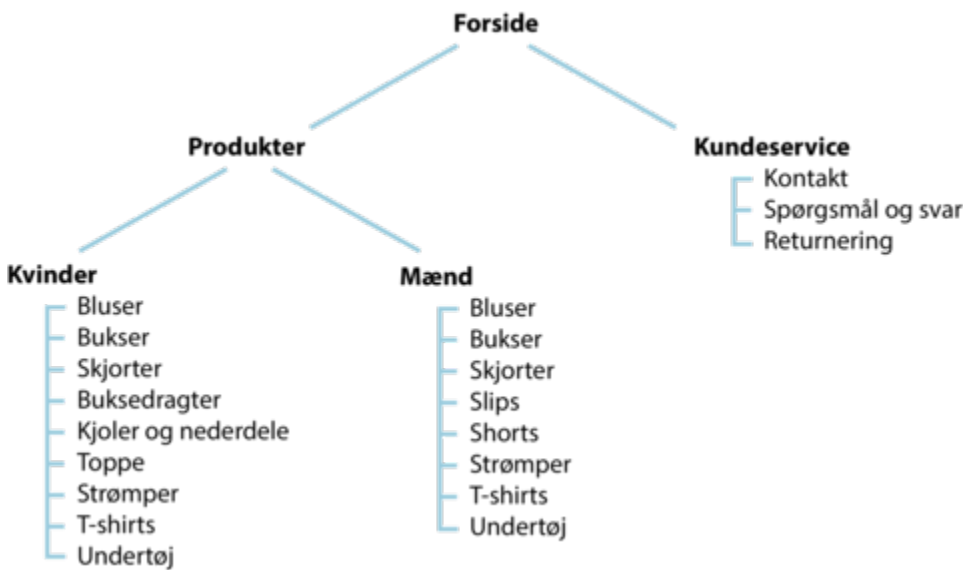 Forside
Produkter
Kundeservice
Kontakt
Spørgsmål og svar
Returnering
Kvinder
Bluser
Bukser
Skjorter
Buksedragter
Kjoler og nederdele
Toppe
Strømper
T-shirts
Undertøj
Mænd
Bluser
Bukser
Skjorter
Slips
Shorts
Strømper
T-shirts
Undertøj